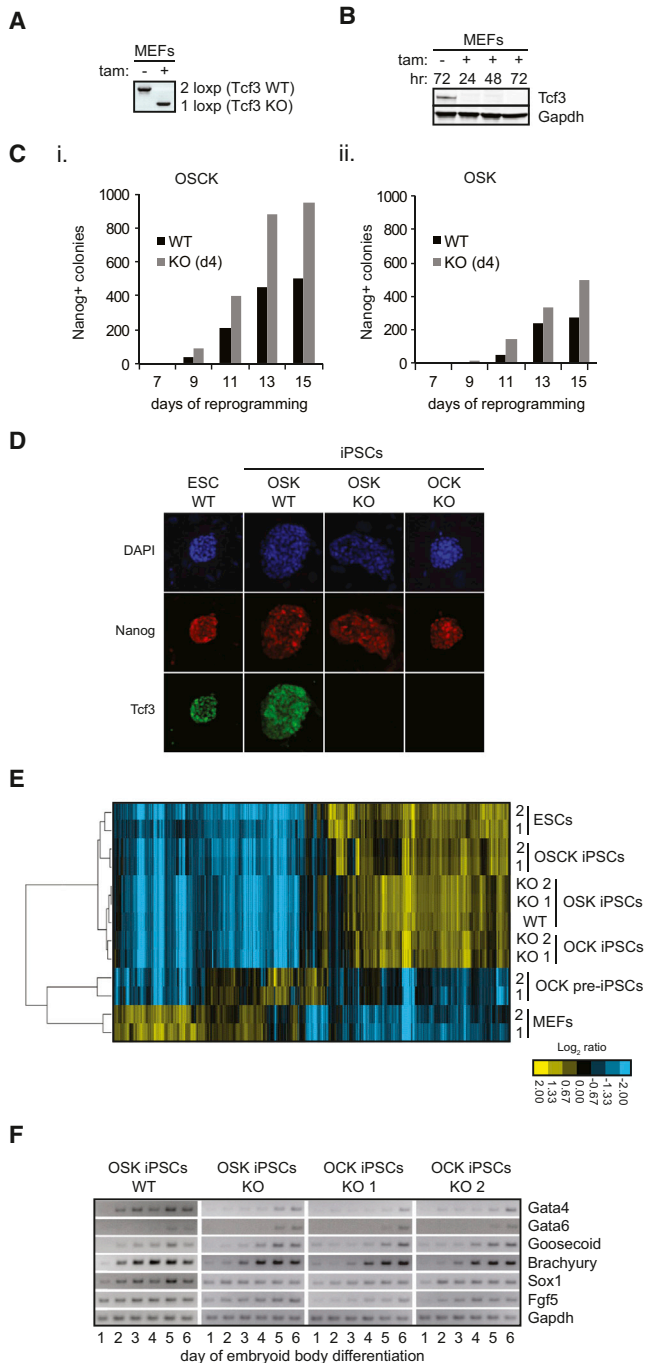 A
MEFs
tam: - +
2 loxp (Tcf3 WT)
1 loxp (Tcf3 KO)
B
MEFs
tam: - + + +
hr: 72 24 48 72
Tcf3
Gapdh
C
i.
OSCK
Nanog+ colonies
1000
800
600
400
200
0
WT
KO (d4)
7 9 11 13 15
days of reprogramming
ii.
OSK
Nanog+ colonies
1000
800
600
400
200
0
WT
KO (d4)
7 9 11 13 15
days of reprogramming
D
iPSCs
ESC WT
OSK WT
OSK KO
OCK KO
DAPI
Nanog
Tcf3
E
2
1
ESCs
2
1
OSCK iPSCs
KO 2
KO 1
WT
OSK iPSCs
KO 2
KO 1
OCK iPSCs
2
1
OCK pre-iPSCs
2
1
MEFs
Log2 ratio
2.00
1.33
0.67
0.00
-0.67
-1.33
-2.00
F
OSK iPSCs WT
OSK iPSCs KO
OCK iPSCs KO 1
OCK iPSCs KO 2
Gata4
Gata6
Goosecoid
Brachyury
Sox1
Fgf5
Gapdh
1 2 3 4 5 6 1 2 3 4 5 6 1 2 3 4 5 6 1 2 3 4 5 6
day of embryoid body differentiation